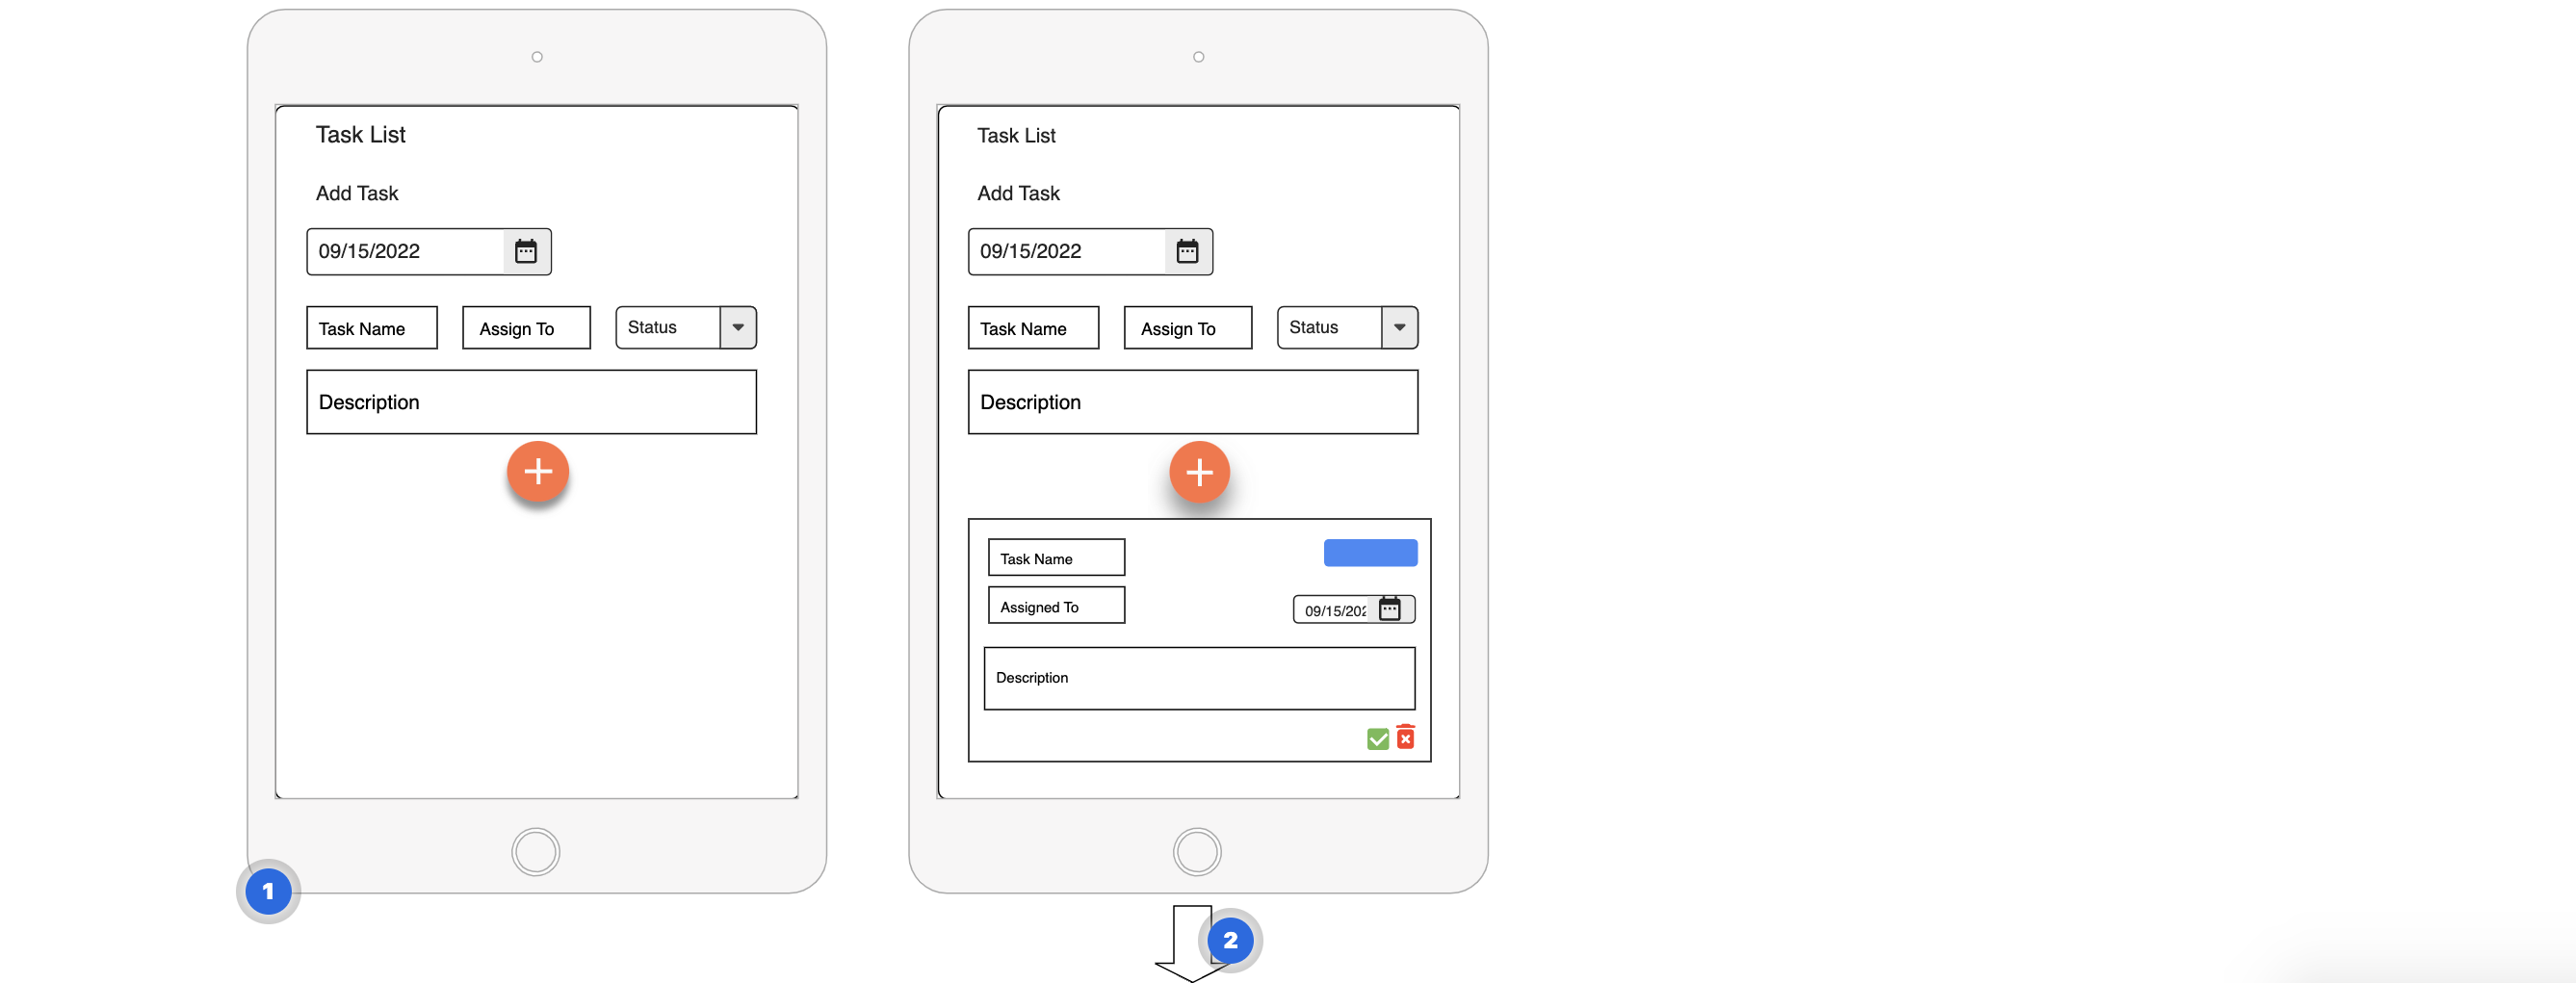 Task List
Add Task
09/15/2022
Task Name Assign To Status
Description
1
Task List
Add Task
09/15/2022
Task Name Assign To Status
Description
Task Name
Assigned To 09/15/202
Description
2